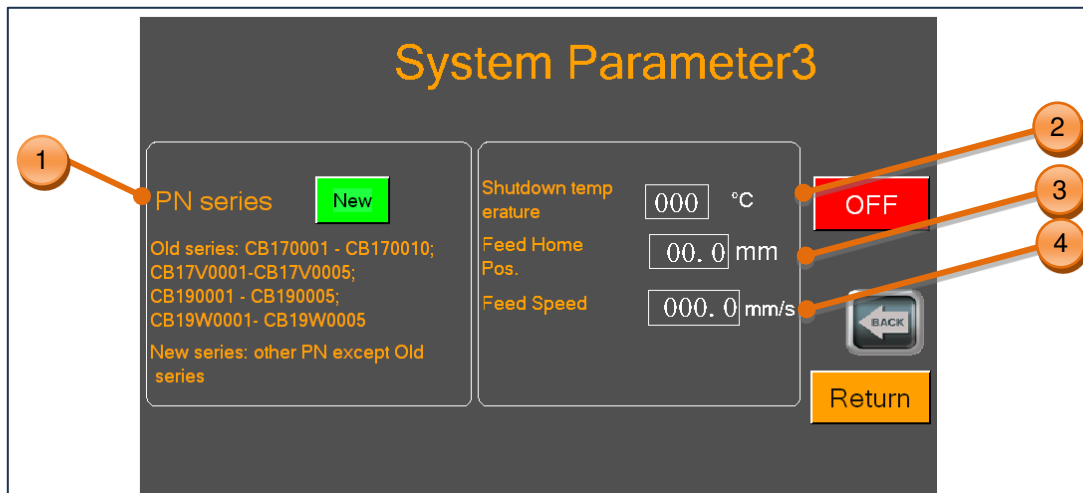 System Parameter3
1
PN series
New
Old series: CB170001 - CB170010;
CB17V0001-CB17V0005;
CB190001 - CB190005;
CB19W0001- CB19W0005
New series: other PN except Old
series
Shutdown temp
erature
000 °C
Feed Home
Pos.
00. 0 mm
Feed Speed
000. 0 mm/s
2
OFF
3
4
BACK
Return